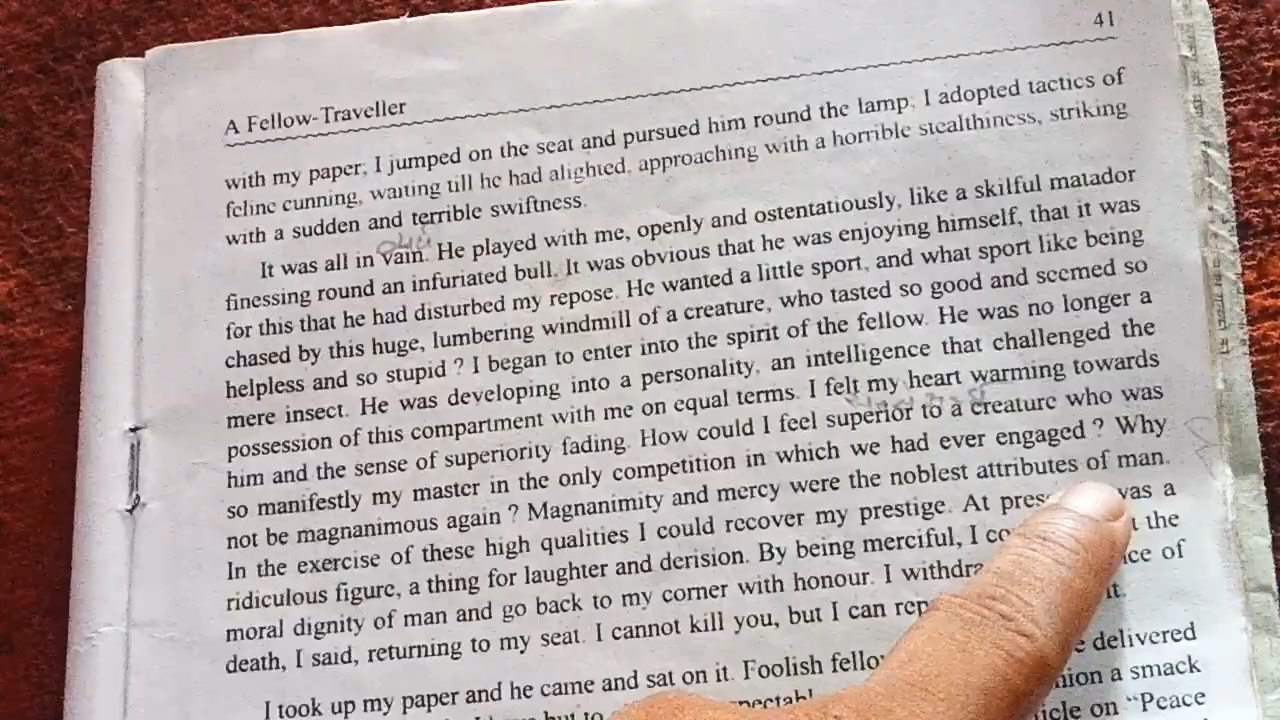 41
A Fellow-Traveller
with my paper; I jumped on the seat and pursued him round the lamp; I adopted tactics of
feline cunning, waiting till he had alighted, approaching with a horrible stealthiness, striking
with a sudden and terrible swiftness.
It was all in vain. He played with me, openly and ostentatiously, like a skilful matador
finessing round an infuriated bull. It was obvious that he was enjoying himself, that it was
for this that he had disturbed my repose. He wanted a little sport, and what sport like being
chased by this huge, lumbering windmill of a creature, who tasted so good and seemed so
helpless and so stupid ? I began to enter into the spirit of the fellow. He was no longer a
mere insect. He was developing into a personality, an intelligence that challenged the
possession of this compartment with me on equal terms. I felt my heart warming towards
him and the sense of superiority fading. How could I feel superior to a creature who was
so manifestly my master in the only competition in which we had ever engaged ? Why
not be magnanimous again ? Magnanimity and mercy were the noblest attributes of man.
In the exercise of these high qualities I could recover my prestige. At was a
ridiculous figure, a thing for laughter and derision. By being merciful, I the
moral dignity of man and go back to my corner with honour. I of
death, I said, returning to my seat. I cannot kill you, but I can it.
I took up my paper and he came and sat on it. Foolish delivered
a smack
on “Peace